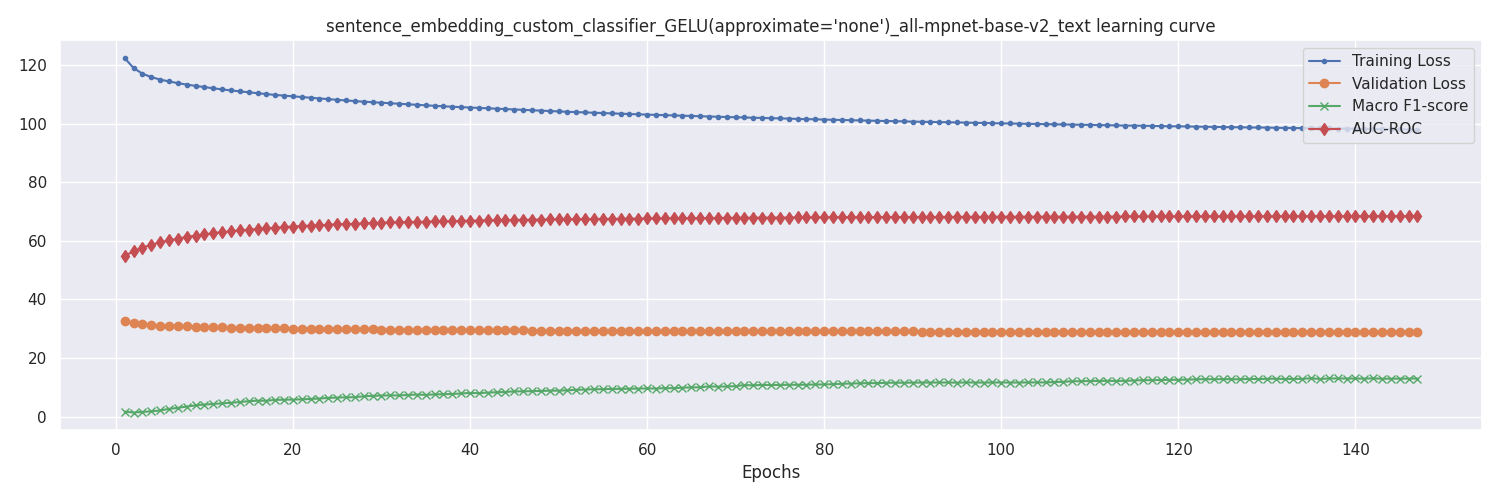 sentence_embedding_custom_classifier_GELU(approximate='none')_all-mpnet-base-v2_text learning curve
Training Loss
Validation Loss
Macro F1-score
AUC-ROC
120
100
80
60
40
20
0
0 20 40 60 80 100 120 140
Epochs